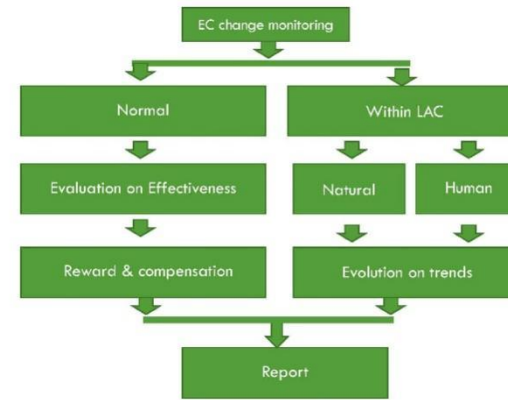 EC change monitoring
Normal
Within LAC
Evaluation on Effectiveness
Natural
Human
Reward & compensation
Evolution on trends
Report